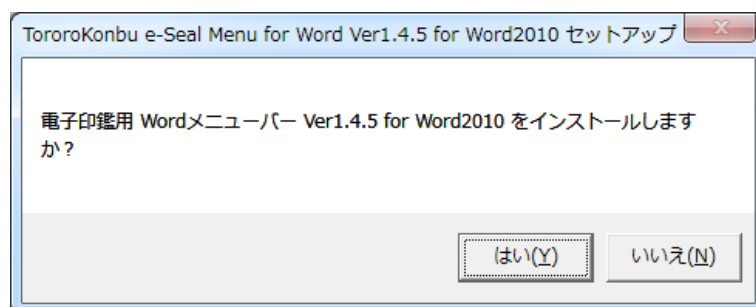 TororoKonbu e-Seal Menu for Word Ver1.4.5 for Word2010 セットアップ
電子印鑑用 Wordメニューバー Ver1.4.5 for Word2010 をインストールします
か？
はい(Y)
いいえ(N)